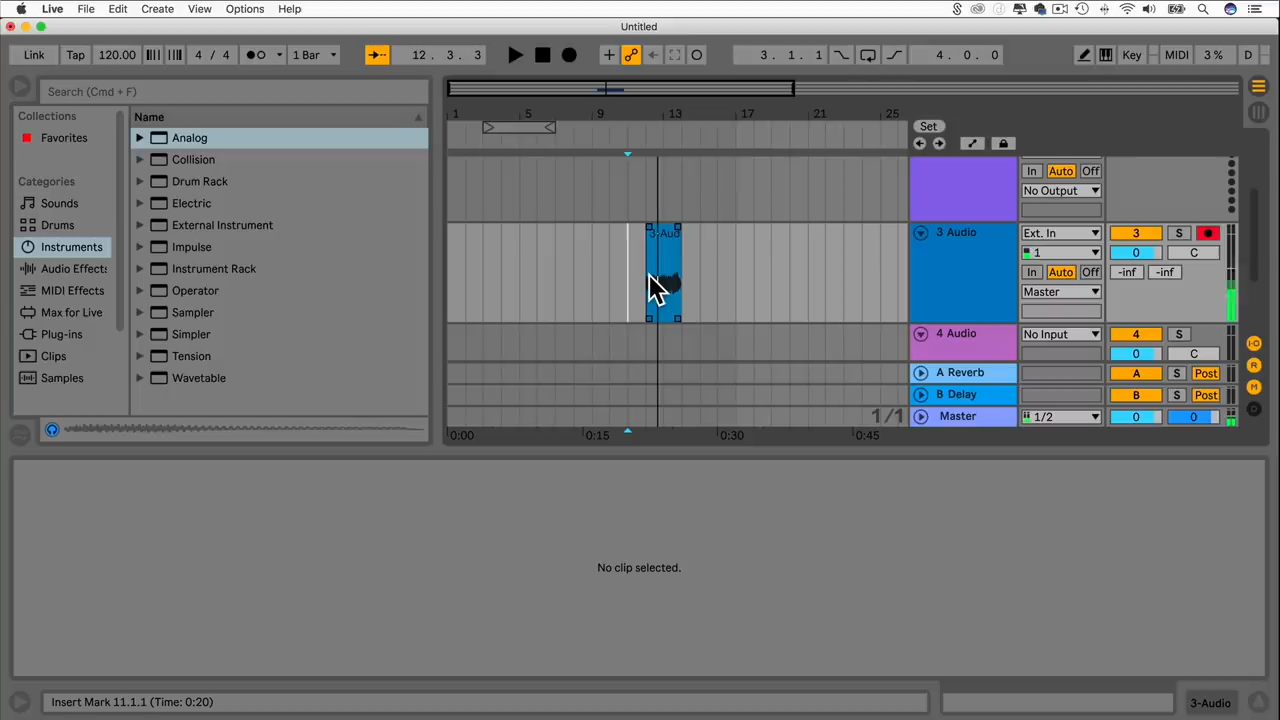 Live File Edit Create View Options Help
Untitled
Link Tap 120.00 4 / 4 1 Bar 12. 3. 3 3. 1. 1 4. 0. 0 Key MIDI 3 % D
Search (Cmd + F)
Collections
Favorites
Categories
Sounds
Drums
Instruments
Audio Effects
MIDI Effects
Max for Live
Plug-ins
Clips
Samples
Name
Analog
Collision
Drum Rack
Electric
External Instrument
Impulse
Instrument Rack
Operator
Sampler
Simpler
Tension
Wavetable
1 5 9 13 17 21 25
Set
In Auto Off
No Output
3-Aud
3 Audio Ext. In 3 S
1 0 C
In Auto Off -inf -inf
Master
4 Audio No Input 4 S
0 C
A Reverb A S Post
B Delay B S Post
1/1 Master 1/2 0 0
0:00 0:15 0:30 0:45
I·O
R
M
D
No clip selected.
Insert Mark 11.1.1 (Time: 0:20)
3-Audio